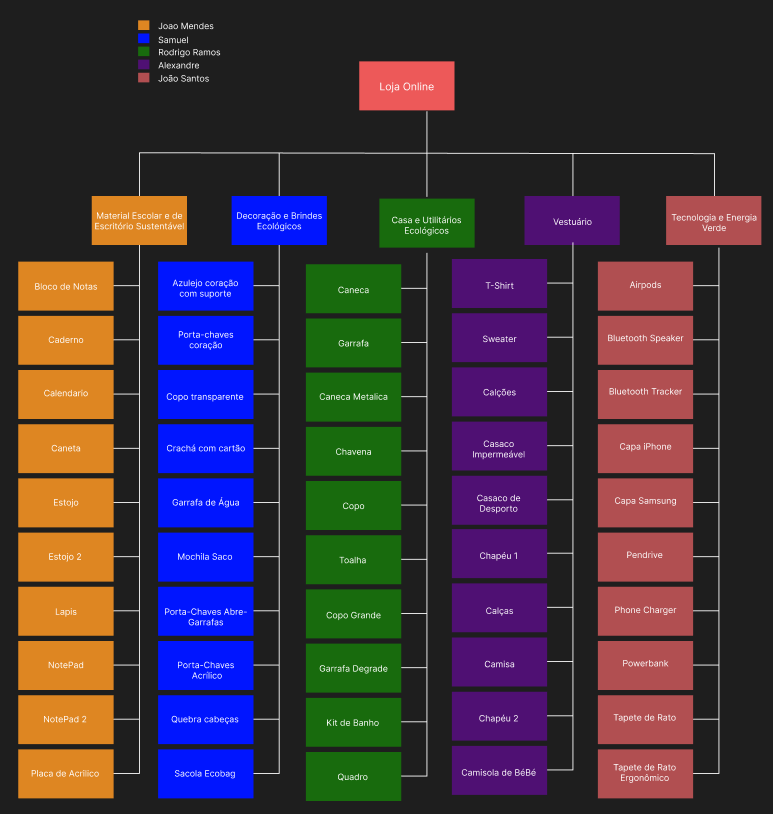 Joao Mendes
Samuel
Rodrigo Ramos
Alexandre
João Santos
Loja Online
Material Escolar e de
Escritório Sustentável
Bloco de Notas
Caderno
Calendario
Caneta
Estojo
Estojo 2
Lapis
NotePad
NotePad 2
Placa de Acrilico
Decoração e Brindes
Ecológicos
Azulejo coração
com suporte
Porta-chaves
coração
Copo transparente
Crachá com cartão
Garrafa de Água
Mochila Saco
Porta-Chaves Abre-
Garrafas
Porta-Chaves
Acrílico
Quebra cabeças
Sacola Ecobag
Casa e Utilitários
Ecológicos
Caneca
Garrafa
Caneca Metalica
Chavena
Copo
Toalha
Copo Grande
Garrafa Degrade
Kit de Banho
Quadro
Vestuário
T-Shirt
Sweater
Calções
Casaco
Impermeável
Casaco de
Desporto
Chapéu 1
Calças
Camisa
Chapéu 2
Camisola de BéBé
Tecnologia e Energia
Verde
Airpods
Bluetooth Speaker
Bluetooth Tracker
Capa iPhone
Capa Samsung
Pendrive
Phone Charger
Powerbank
Tapete de Rato
Tapete de Rato
Ergonômico